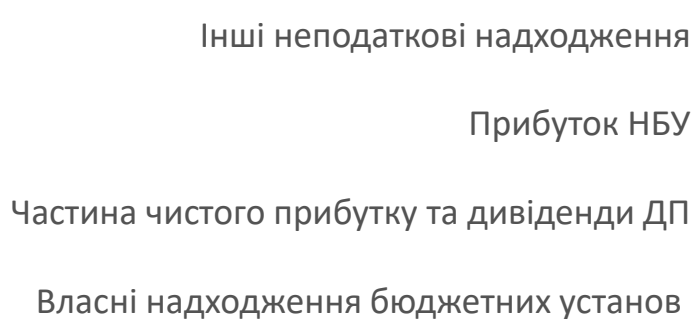 Інші неподаткові надходження
Прибуток НБУ
Частина чистого прибутку та дивіденди ДП
Власні надходження бюджетних установ